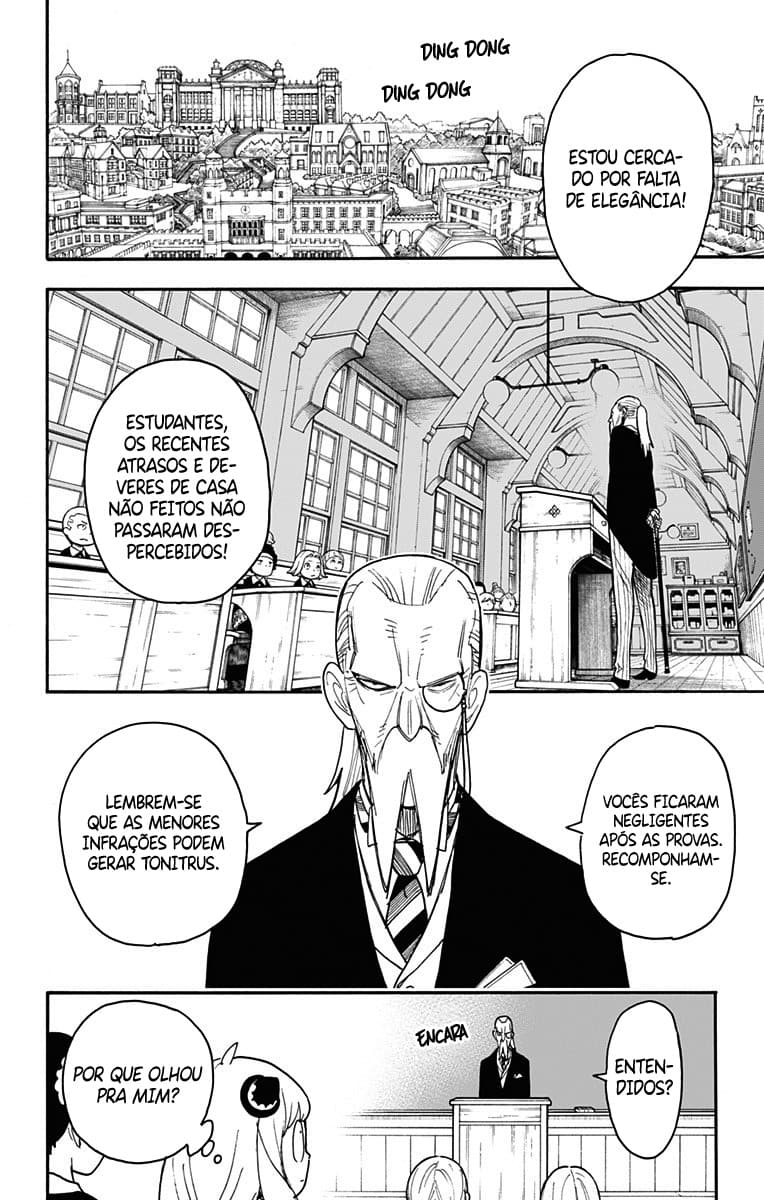 DING DONG
DING DONG
ESTOU CERCA-
DO POR FALTA
DE ELEGÂNCIA!
ESTUDANTES,
OS RECENTES
ATRASOS E DE-
VERES DE CASA
NÃO FEITOS NÃO
PASSARAM DES-
PERCEBIDOS!
VOCÊS FICARAM
NEGLIGENTES
APÓS AS PROVAS.
RECOMPONHAM-
SE.
LEMBREM-SE
QUE AS MENORES
INFRAÇÕES PODEM
GERAR TONITRUS.
ENTEN-
DIDOS?
ENCARA
POR QUE OLHOU
PRA MIM?